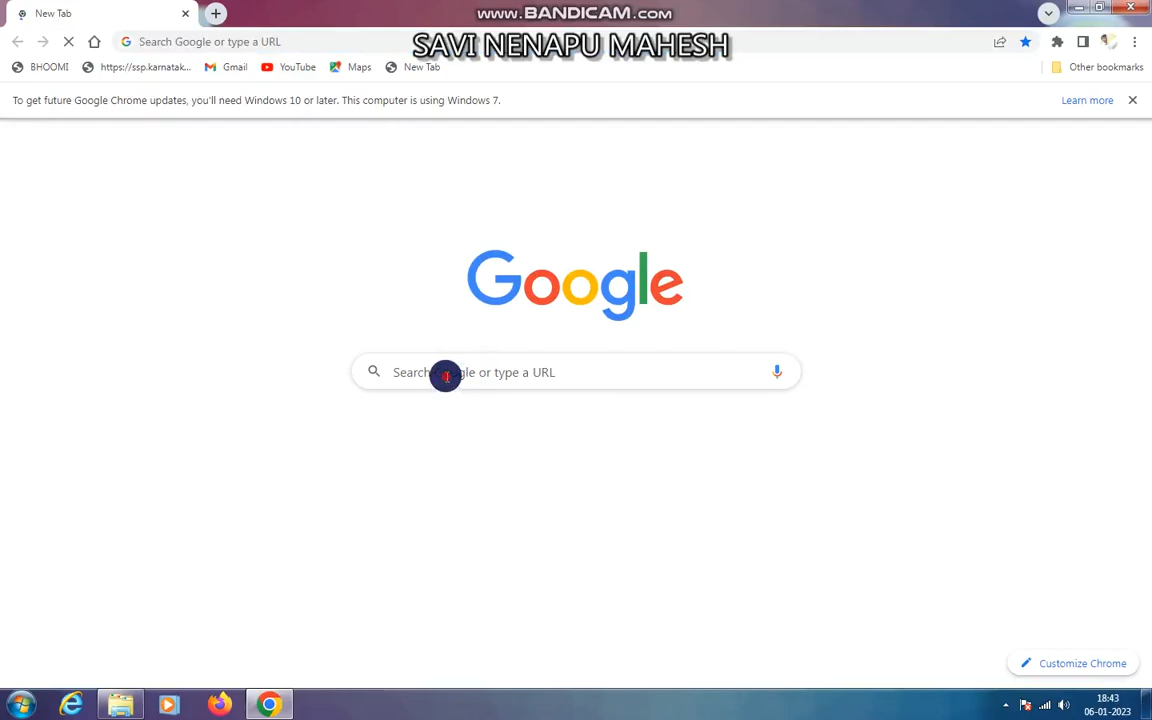 New Tab
www.BANDICAM.com
Search Google or type a URL
SAVI NENAPU MAHESH
BHOOMI
https://ssp.karnatak...
Gmail
YouTube
Maps
New Tab
Other bookmarks
To get future Google Chrome updates, you'll need Windows 10 or later. This computer is using Windows 7.
Learn more
Google
Search Google or type a URL
Customize Chrome
18:43
06-01-2023